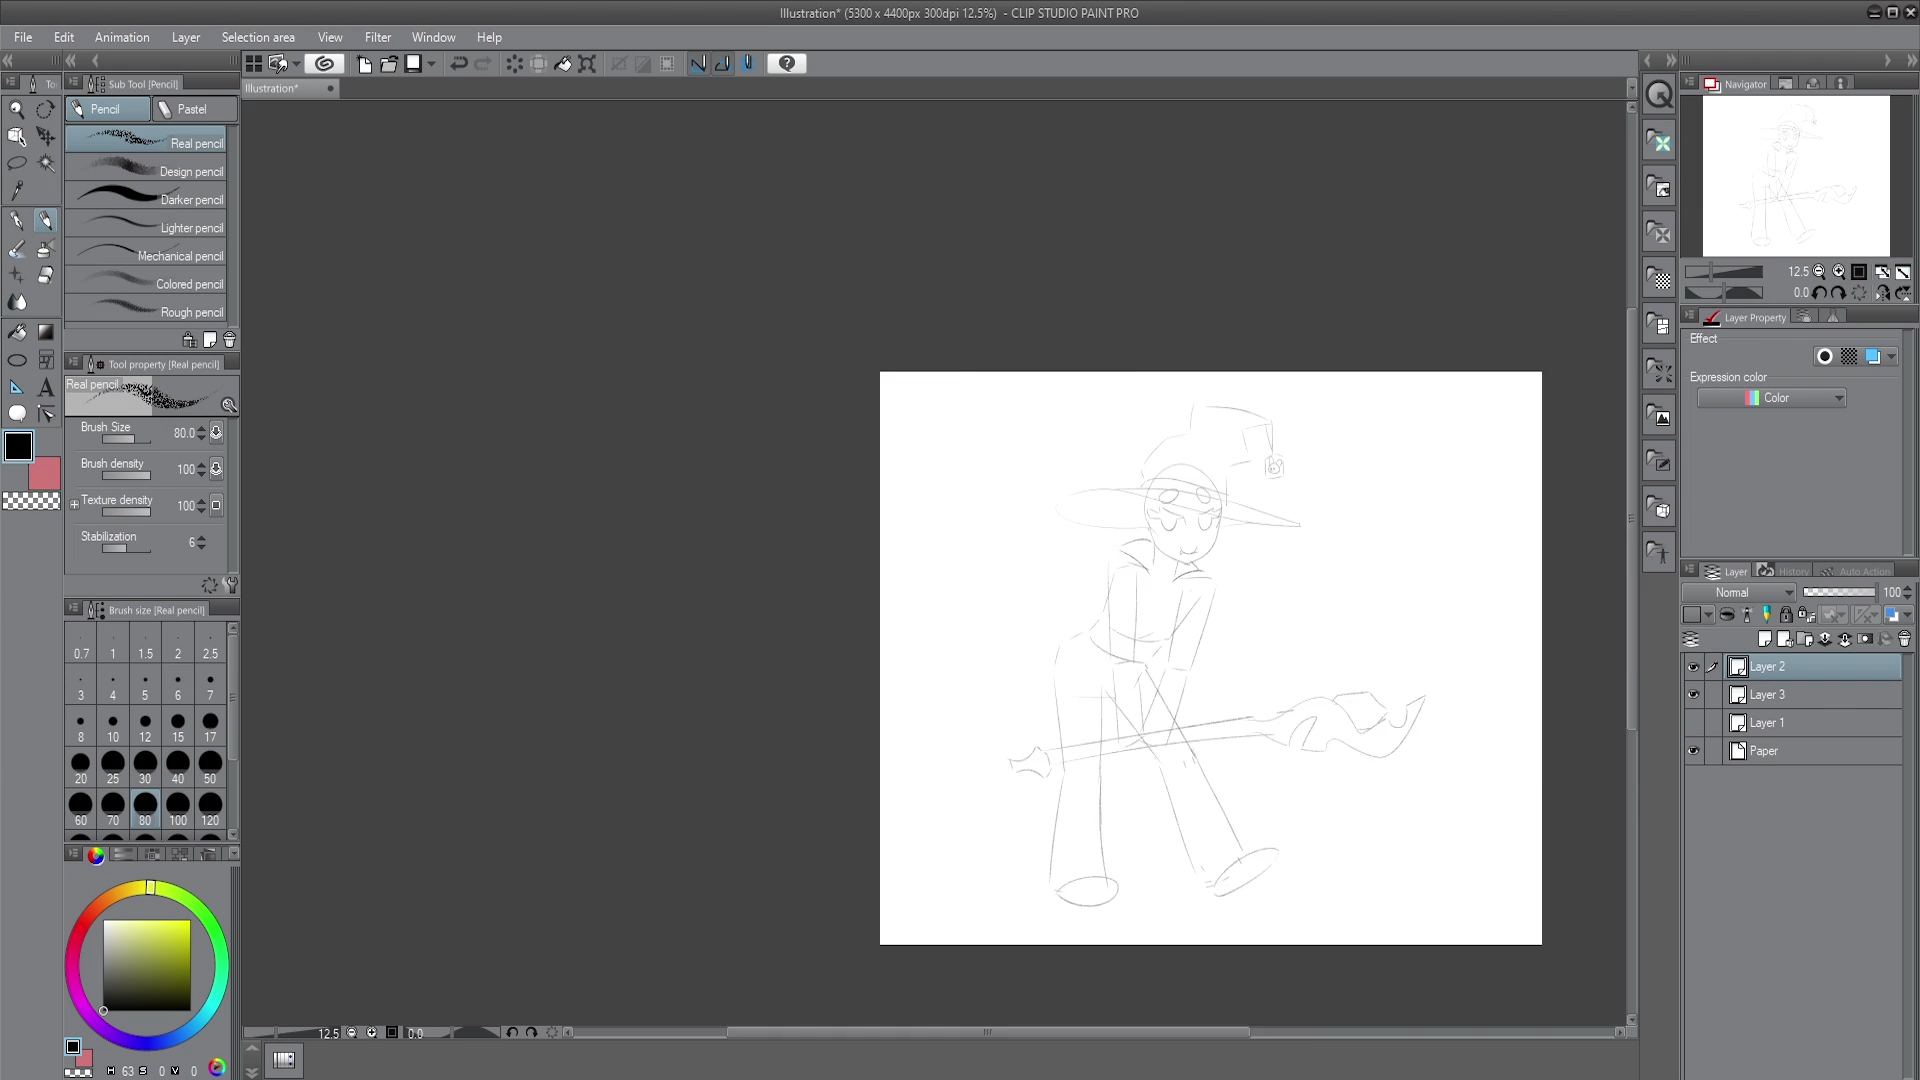 Illustration* (5300 x 4400px 300dpi 12.5%) - CLIP STUDIO PAINT PRO
File Edit Animation Layer Selection area View Filter Window Help
To
Sub Tool [Pencil]
Illustration*
Pencil Pastel
Real pencil
Design pencil
Darker pencil
Lighter pencil
Mechanical pencil
Colored pencil
Rough pencil
Tool property [Real pencil]
Real pencil
Brush Size 80.0
Brush density 100
Texture density 100
Stabilization 6
Brush size [Real pencil]
0.7 1 1.5 2 2.5
3 4 5 6 7
8 10 12 15 17
20 25 30 40 50
60 70 80 100 120
H 63 S 0 V 0
12.5 0.0
Navigator
12.5
0.0
Layer Property
Effect
Expression color
Color
Layer History Auto Action
Normal 100
Layer 2
Layer 3
Layer 1
Paper